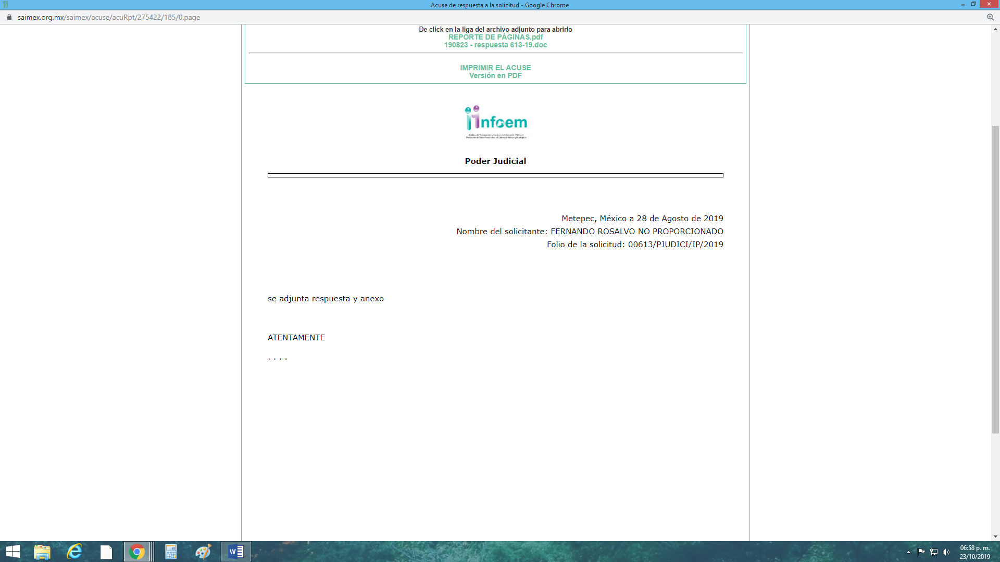 Acuse de respuesta a la solicitud - Google Chrome
saimex.org.mx/saimex/acuse/acuRpt/275422/185/0.page
De click en la liga del archivo adjunto para abrirlo
REPORTE DE PÁGINAS.pdf
190823 - respuesta 613-19.doc
IMPRIMIR EL ACUSE
Versión en PDF
infoem
Poder Judicial
Metepec, México a 28 de Agosto de 2019
Nombre del solicitante: FERNANDO ROSALVO NO PROPORCIONADO
Folio de la solicitud: 00613/PJUDICI/IP/2019
se adjunta respuesta y anexo
ATENTAMENTE
. . . .
06:58 p. m.
23/10/2019